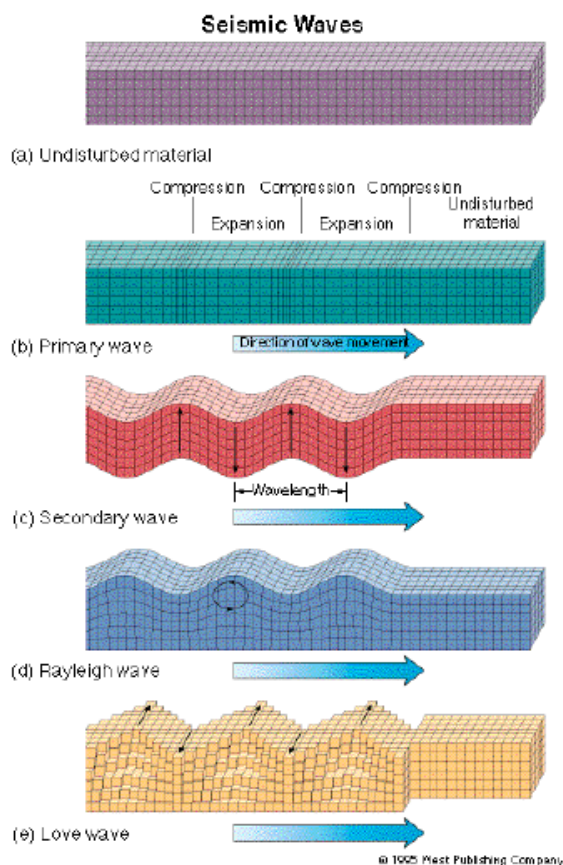 Seismic Waves
(a) Undisturbed material
Compression Compression Compression
Expansion Expansion
Undisturbed
material
Direction of wave movement
(b) Primary wave
Wavelength
(c) Secondary wave
(d) Rayleigh wave
(e) Love wave
© 1995 West Publishing Company